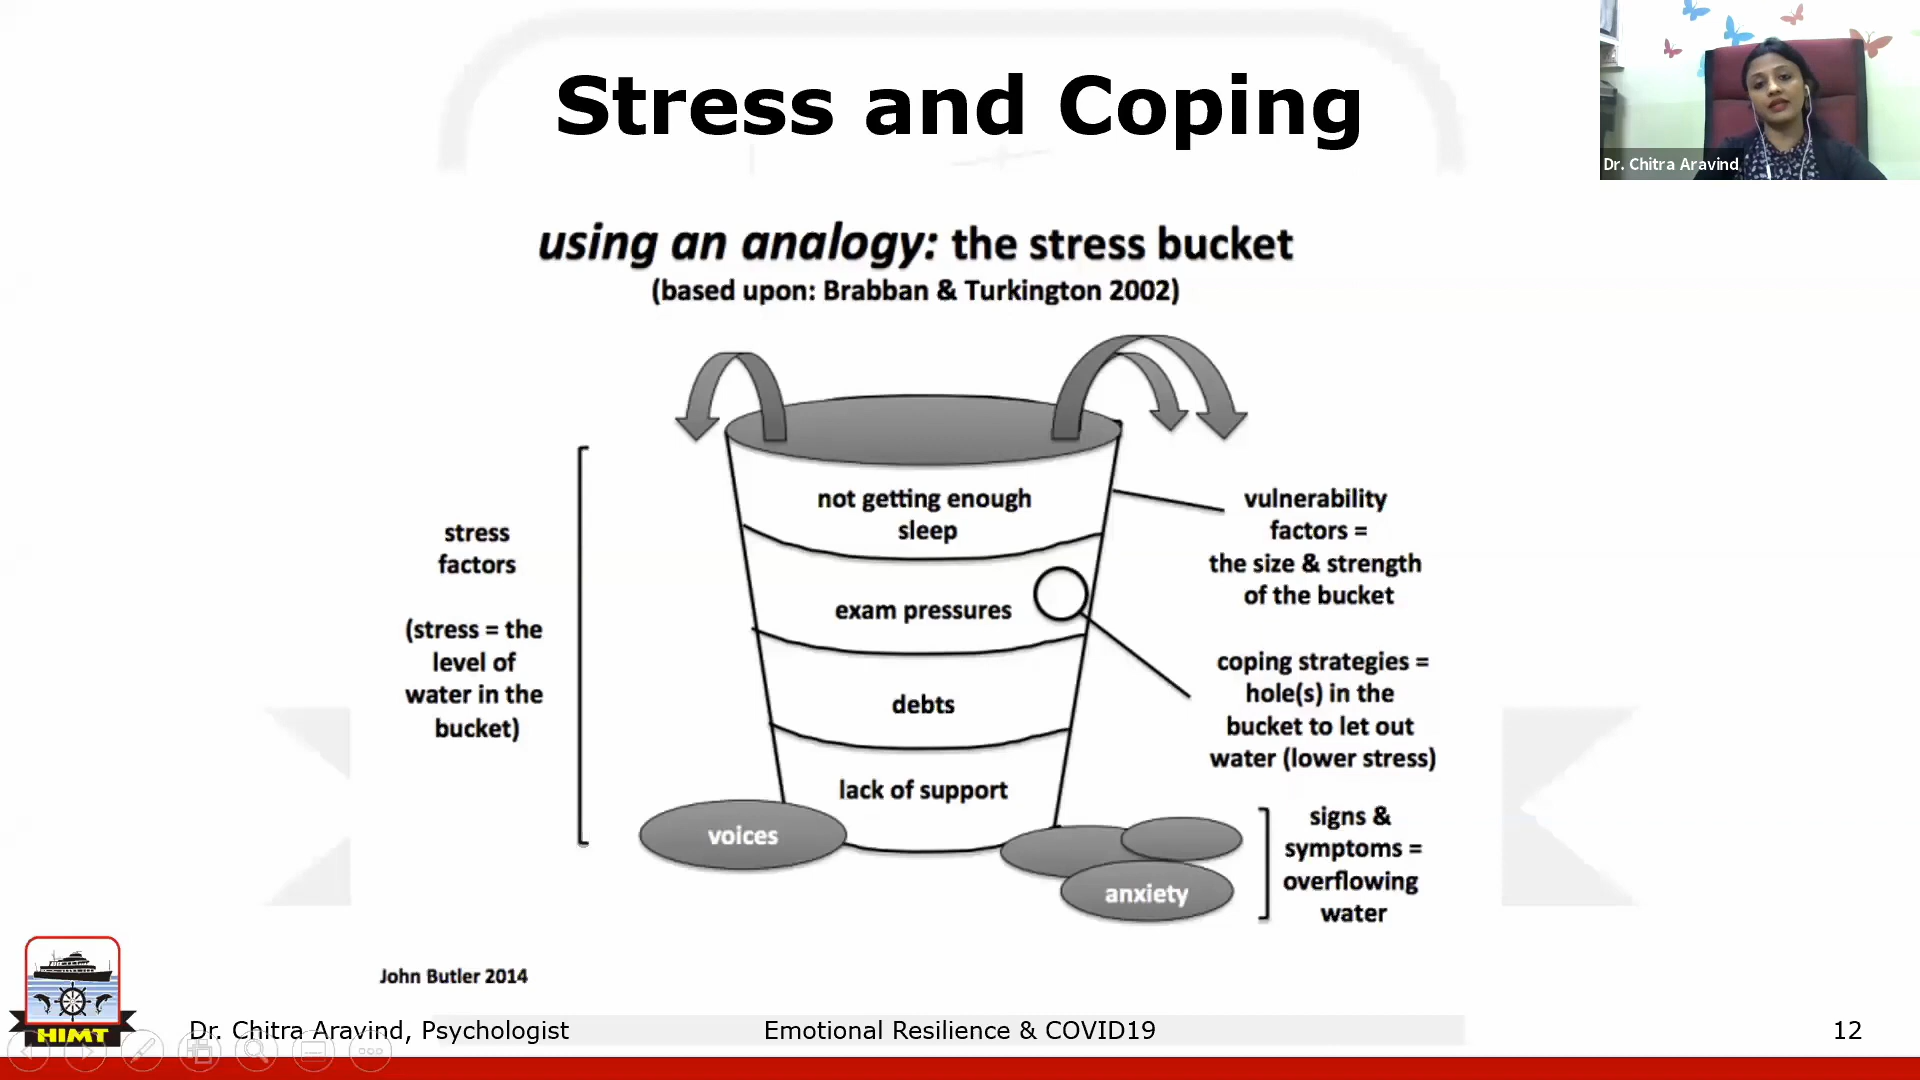 Stress and Coping
Dr. Chitra Aravind
using an analogy: the stress bucket
(based upon: Brabban & Turkington 2002)
stress
factors
(stress = the
level of
water in the
bucket)
not getting enough
sleep
exam pressures
debts
lack of support
voices
anxiety
vulnerability
factors =
the size & strength
of the bucket
coping strategies =
hole(s) in the
bucket to let out
water (lower stress)
signs &
symptoms =
overflowing
water
John Butler 2014
HIMT
Dr. Chitra Aravind, Psychologist
Emotional Resilience & COVID19
12